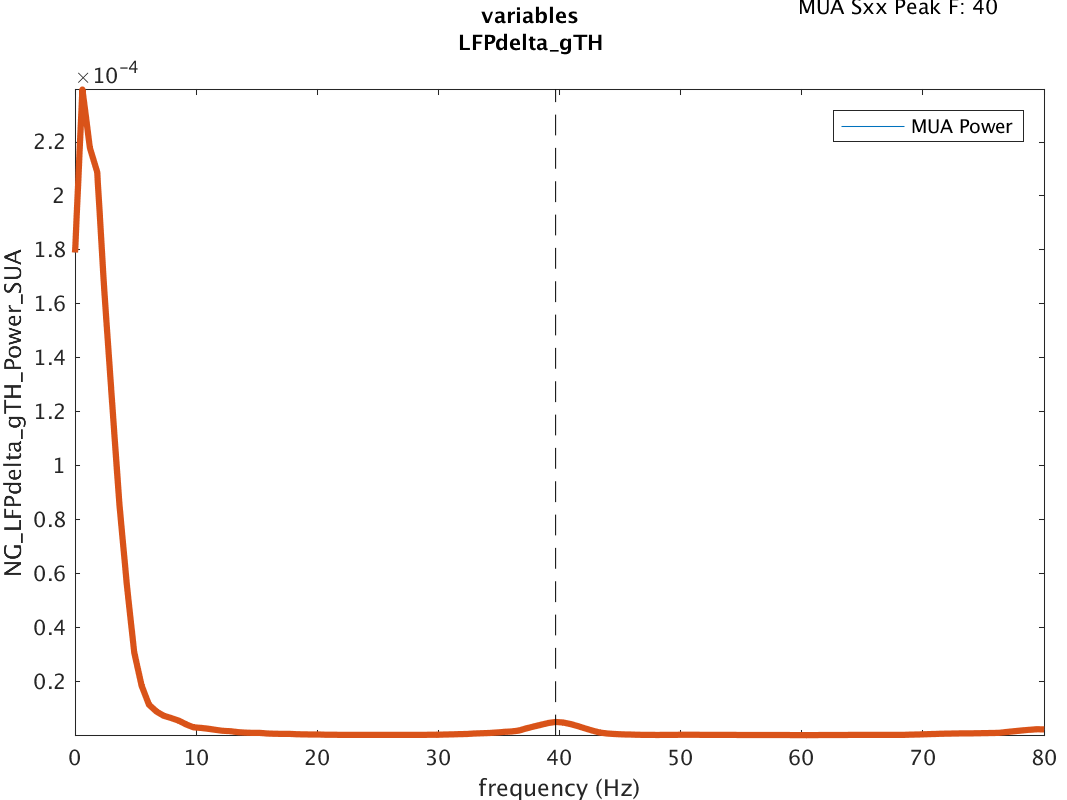 MUA Sxx Peak F: 40
variables
LFPdelta_gTH
×10⁻⁴
MUA Power
2.2
2
1.8
1.6
1.4
1.2
1
0.8
0.6
0.4
0.2
NG_LFPdelta_gTH_Power_SUA
0 10 20 30 40 50 60 70 80
frequency (Hz)